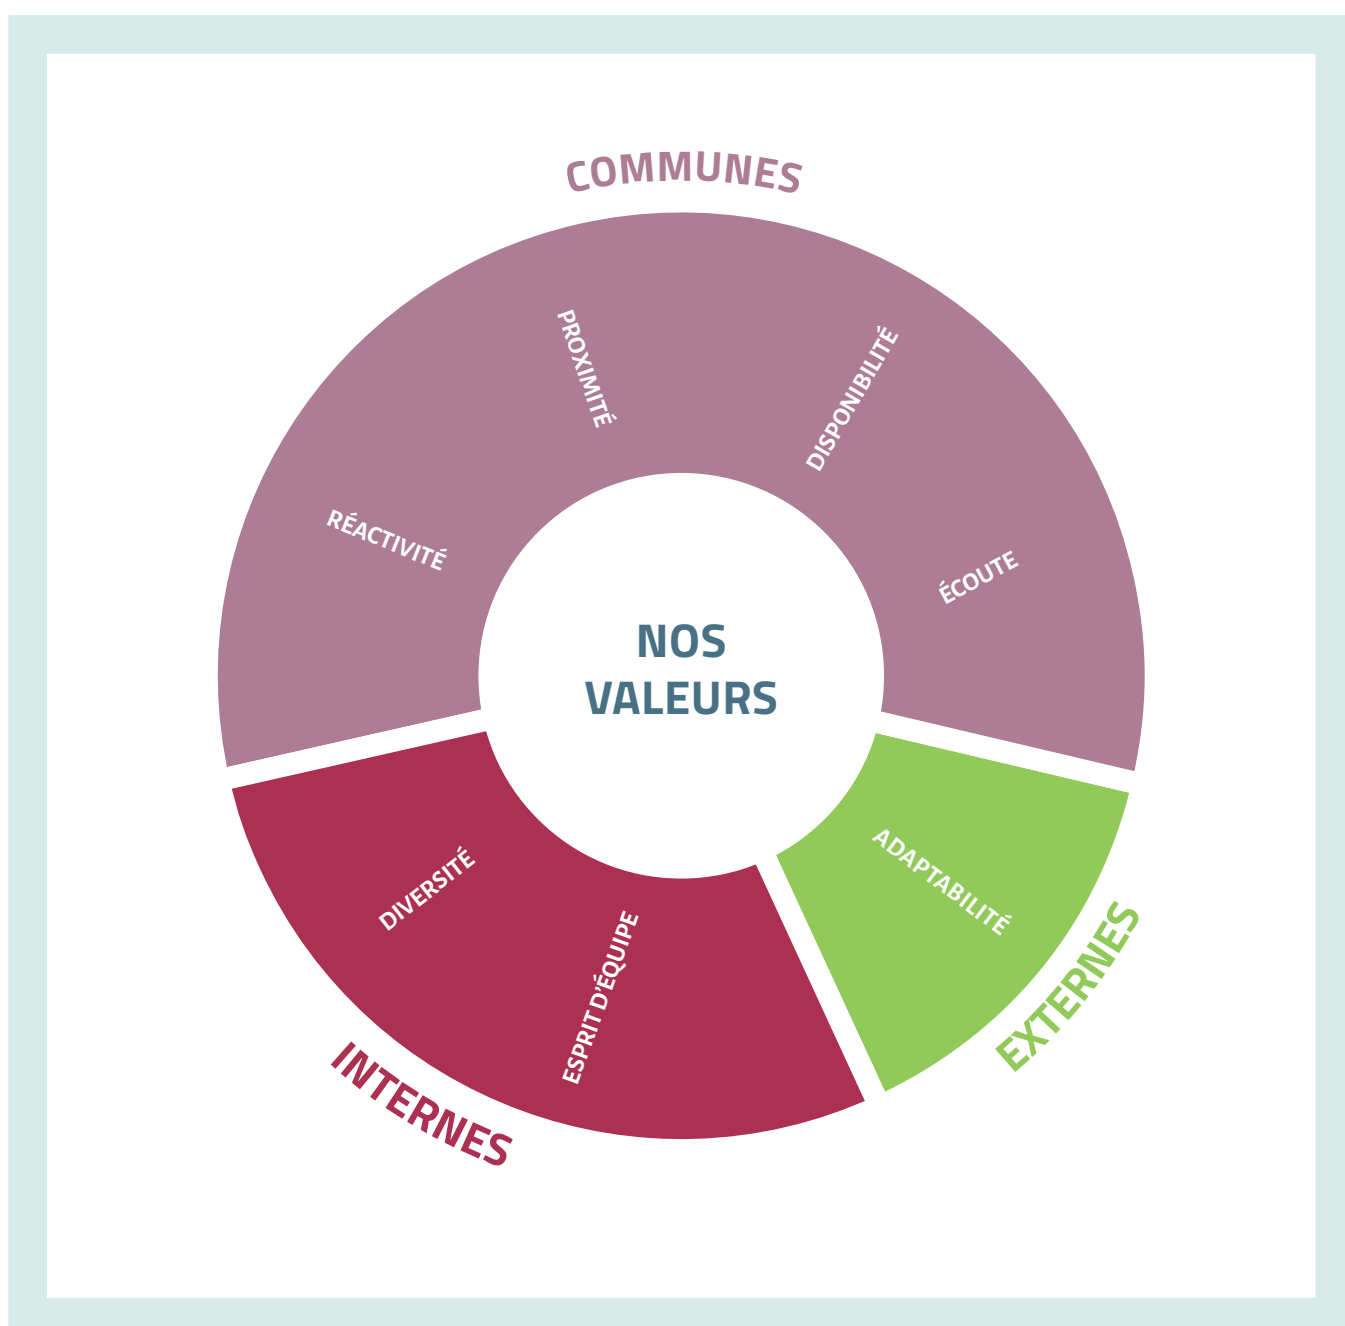 COMMUNES
PROXIMITÉ
DISPONIBILITÉ
RÉACTIVITÉ
ÉCOUTE
NOS
VALEURS
ADAPTABILITÉ
DIVERSITÉ
ESPRIT D'ÉQUIPE
EXTERNES
INTERNES